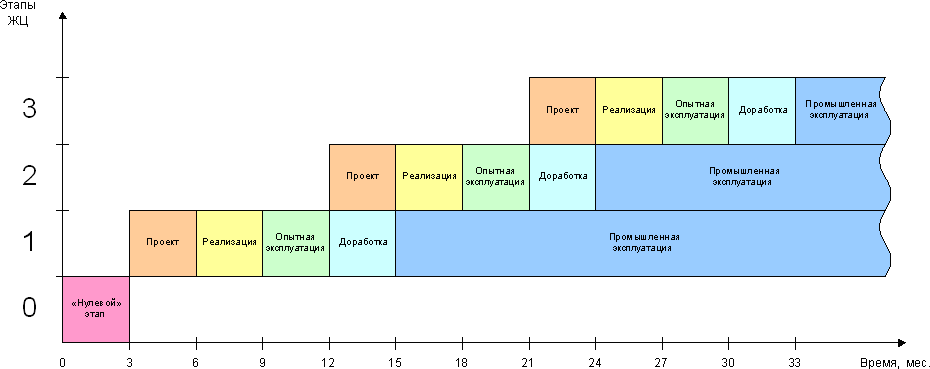 Этапы
ЖЦ
3
Проект
Реализация
Опытная
эксплуатация
Доработка
Промышленная
эксплуатация
2
Проект
Реализация
Опытная
эксплуатация
Доработка
Промышленная
эксплуатация
1
Проект
Реализация
Опытная
эксплуатация
Доработка
Промышленная
эксплуатация
0
«Нулевой»
этап
0 3 6 9 12 15 18 21 24 27 30 33 Время, мес.